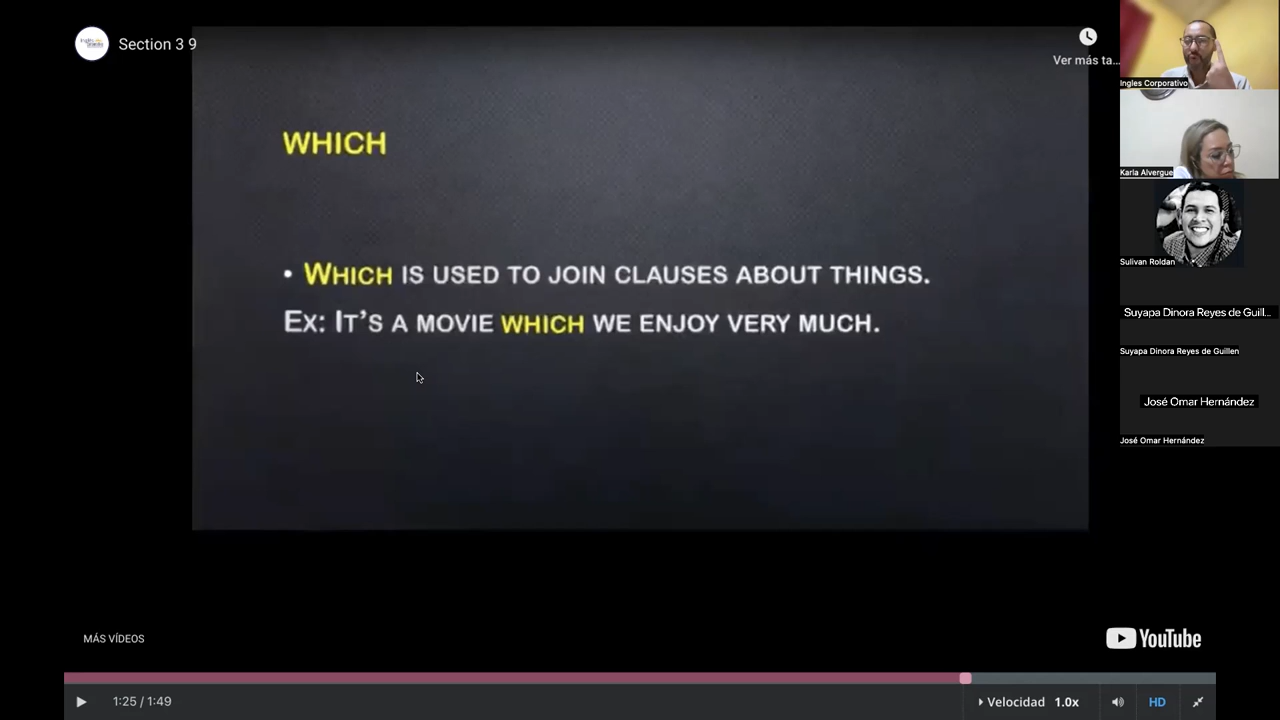 Section 3 9
Ver más ta...
WHICH
• WHICH IS USED TO JOIN CLAUSES ABOUT THINGS.
EX: IT'S A MOVIE WHICH WE ENJOY VERY MUCH.
MÁS VÍDEOS
YouTube
1:25 / 1:49
Velocidad 1.0x
HD
Ingles Corporativo
Karla Alvergue
Sulivan Roldan
Suyapa Dinora Reyes de Guill...
Suyapa Dinora Reyes de Guillen
José Omar Hernández
José Omar Hernández